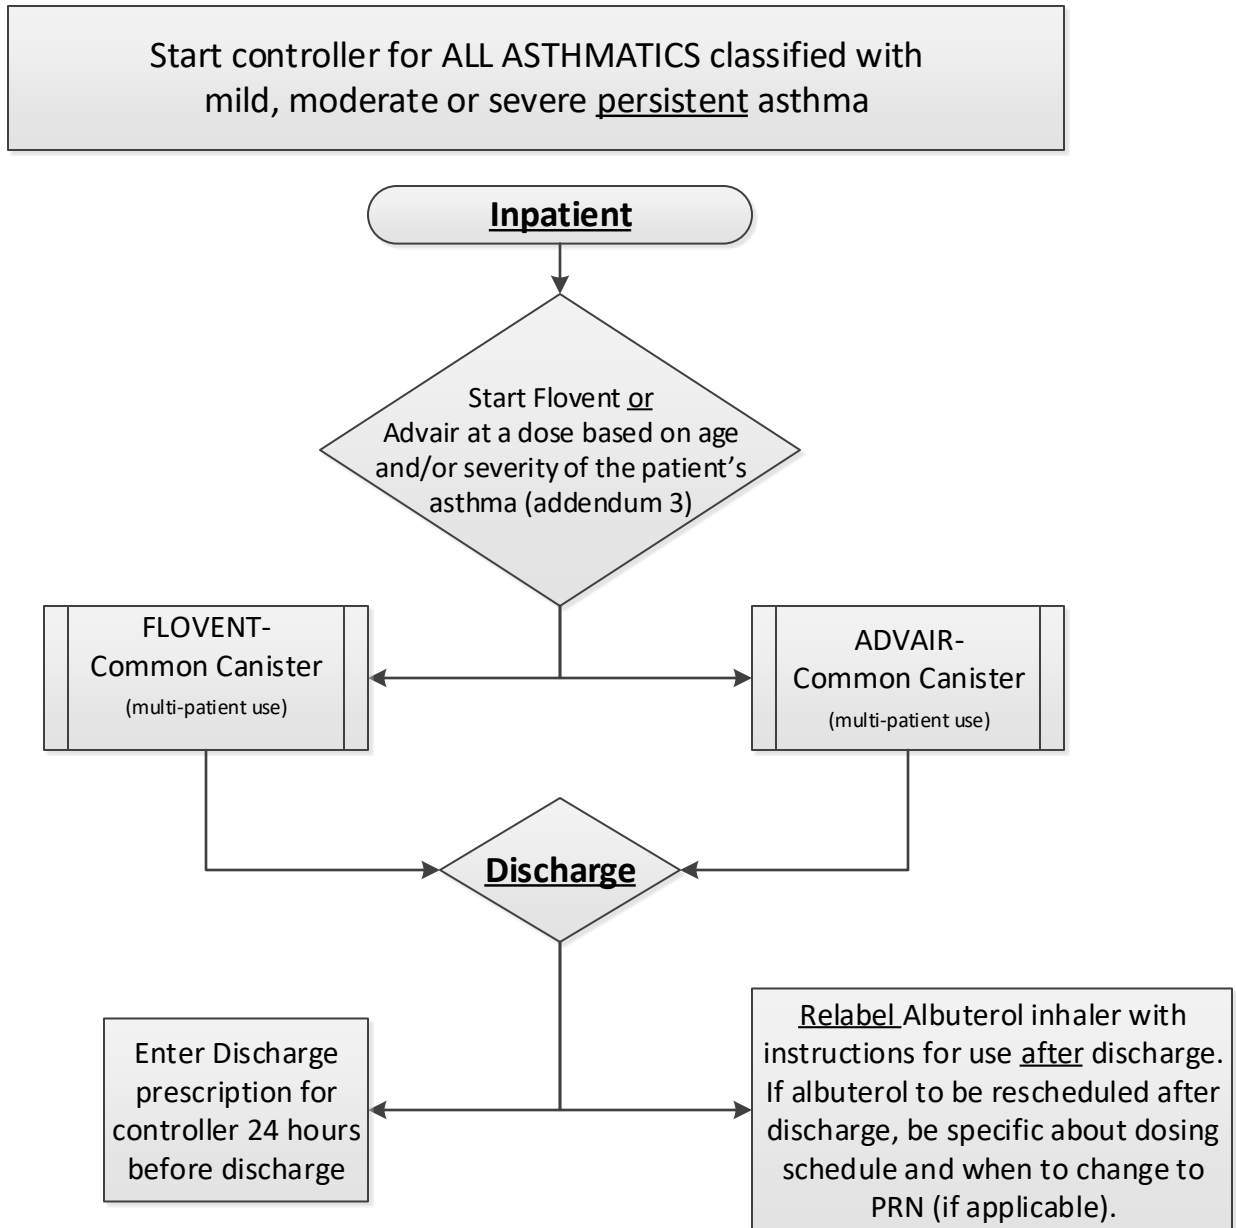 Start controller for ALL ASTHMATICS classified with
mild, moderate or severe persistent asthma
Inpatient
Start Flovent or
Advair at a dose based on age
and/or severity of the patient’s
asthma (addendum 3)
FLOVENT-
Common Canister
(multi-patient use)
ADVAIR-
Common Canister
(multi-patient use)
Discharge
Enter Discharge
prescription for
controller 24 hours
before discharge
Relabel Albuterol inhaler with
instructions for use after discharge.
If albuterol to be rescheduled after
discharge, be specific about dosing
schedule and when to change to
PRN (if applicable).